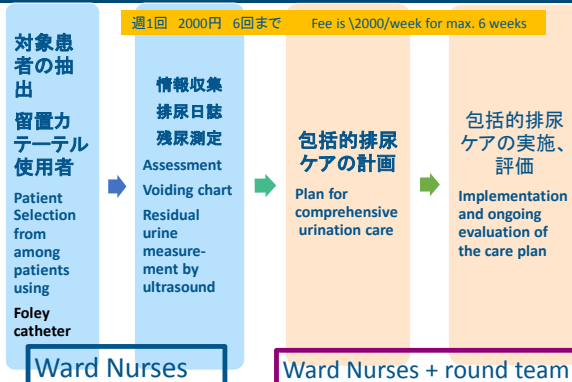 週1回 2000円 6回まで Fee is \2000/week for max. 6 weeks
対象患
者の抽
出
留置カ
テーテル
使用者
Patient
Selection
from
among
patients
using
Foley
catheter
情報収集
排尿日誌
残尿測定
Assessment
Voiding chart
Residual
urine
measure-
ment by
ultrasound
包括的排尿
ケアの計画
Plan for
comprehensive
urination care
包括的排尿
ケアの実施、
評価
Implementation
and ongoing
evaluation of
the care plan
Ward Nurses
Ward Nurses + round team